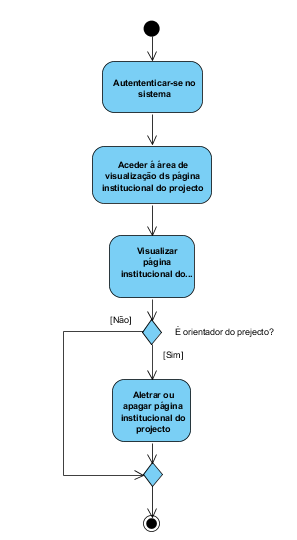 Autententicar-se no
sistema
Aceder à área de
visualização ds página
institucional do projecto
Visualizar
página
institucional do...
[Não]
É orientador do prejecto?
[Sim]
Aletrar ou
apagar página
institucional do
projecto